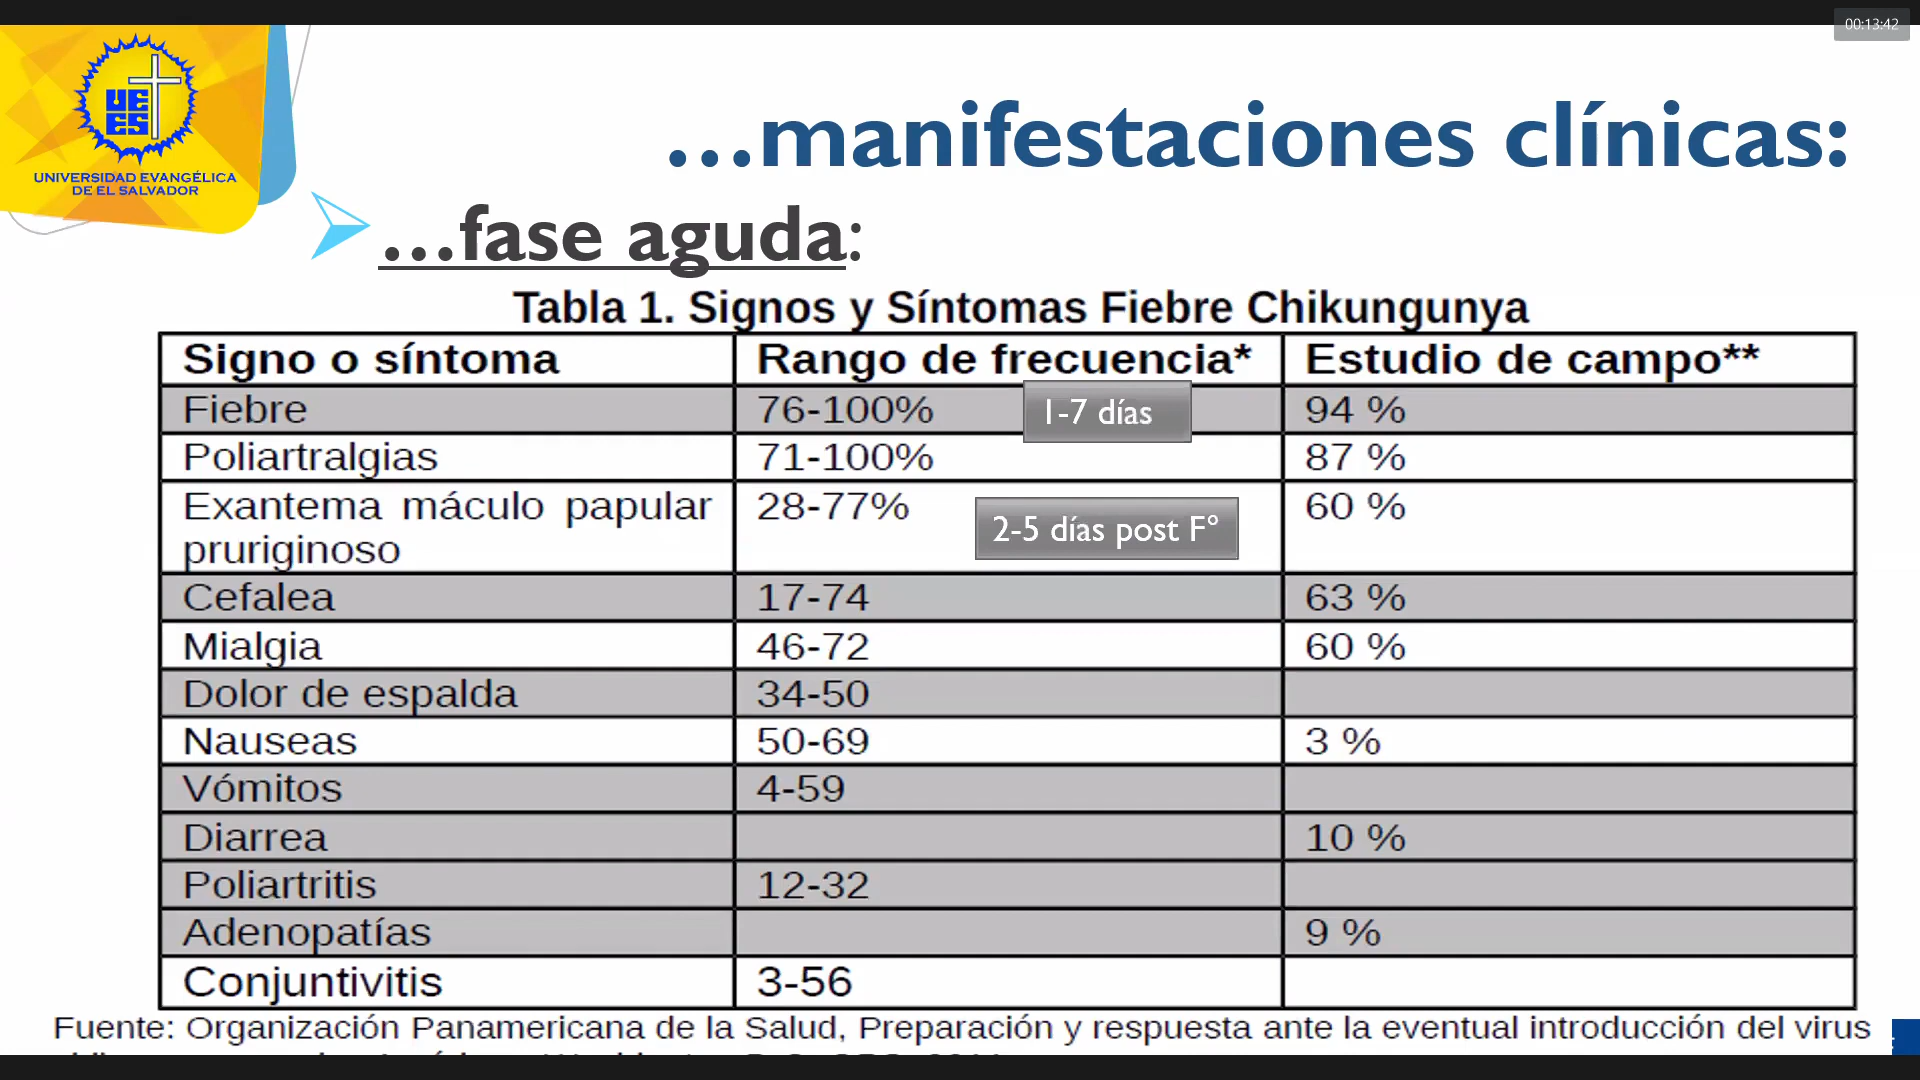 00:13:42
UE
ES
UNIVERSIDAD EVANGÉLICA
DE EL SALVADOR
...manifestaciones clínicas:
...fase aguda:
Tabla 1. Signos y Síntomas Fiebre Chikungunya
Signo o síntoma Rango de frecuencia* Estudio de campo**
Fiebre 76-100% 1-7 días 94 %
Poliartralgias 71-100% 87 %
Exantema máculo papular 28-77% 60 %
pruriginoso 2-5 días post F°
Cefalea 17-74 63 %
Mialgia 46-72 60 %
Dolor de espalda 34-50
Nauseas 50-69 3 %
Vómitos 4-59
Diarrea 10 %
Poliartritis 12-32
Adenopatías 9 %
Conjuntivitis 3-56
Fuente: Organización Panamericana de la Salud, Preparación y respuesta ante la eventual introducción del virus